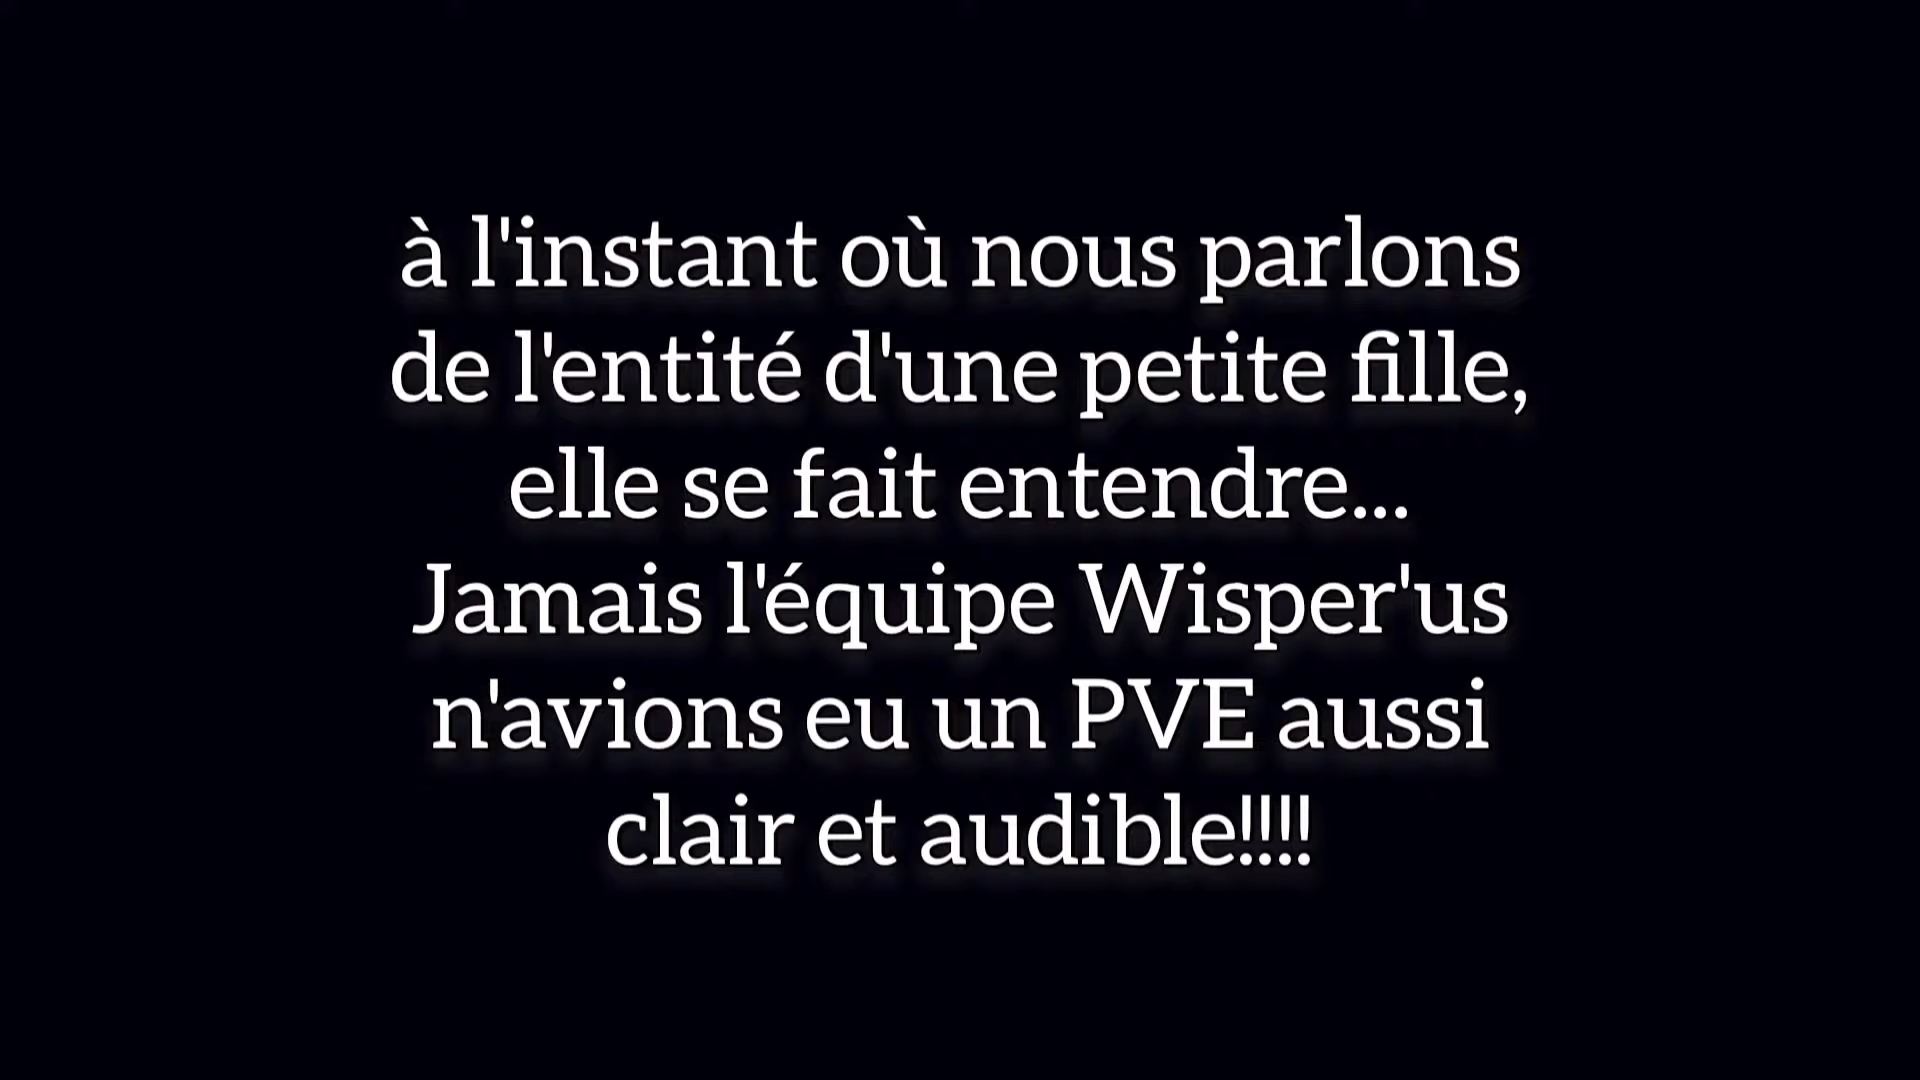 à l'instant où nous parlons
de l'entité d'une petite fille,
elle se fait entendre...
Jamais l'équipe Wisper'us
n'avions eu un PVE aussi
clair et audible!!!!